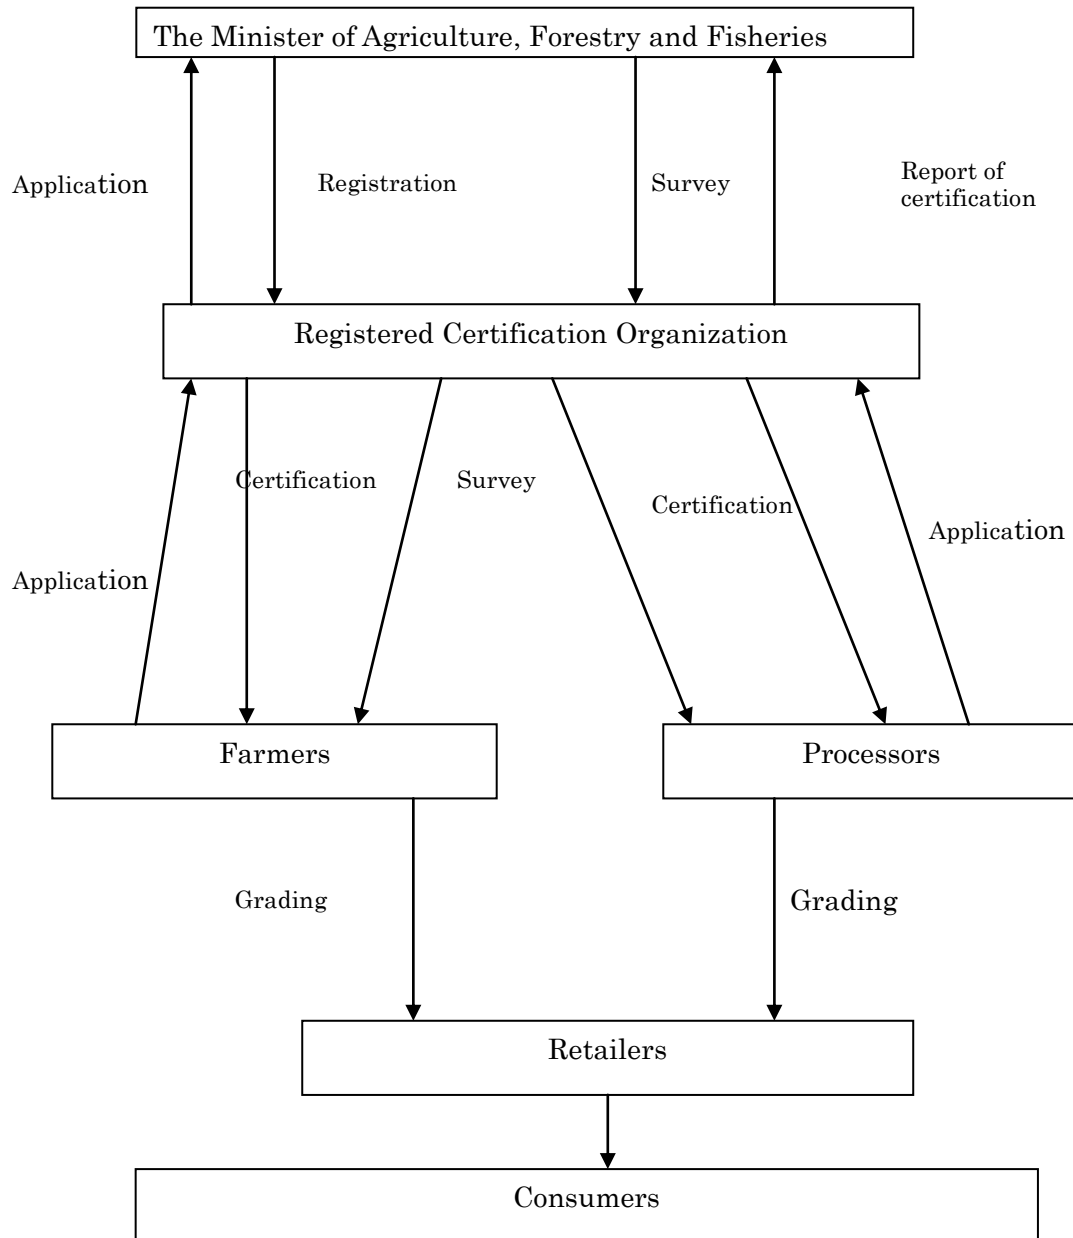 The Minister of Agriculture, Forestry and Fisheries
Application
Registration
Survey
Report of
certification
Registered Certification Organization
Certification
Survey
Certification
Application
Application
Farmers
Processors
Grading
Grading
Retailers
Consumers